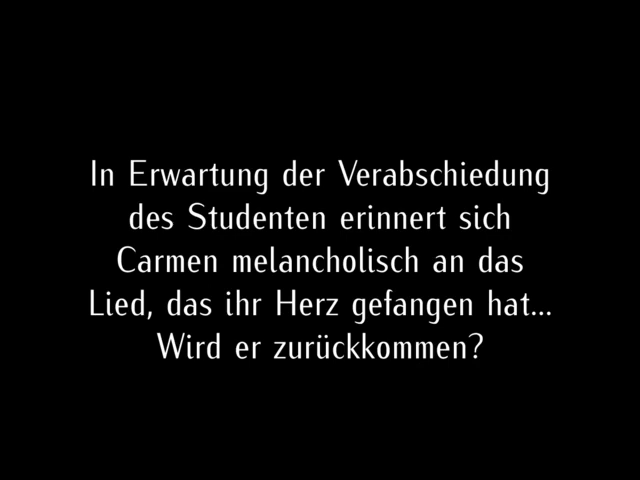 In Erwartung der Verabschiedung
des Studenten erinnert sich
Carmen melancholisch an das
Lied, das ihr Herz gefangen hat...
Wird er zurückkommen?